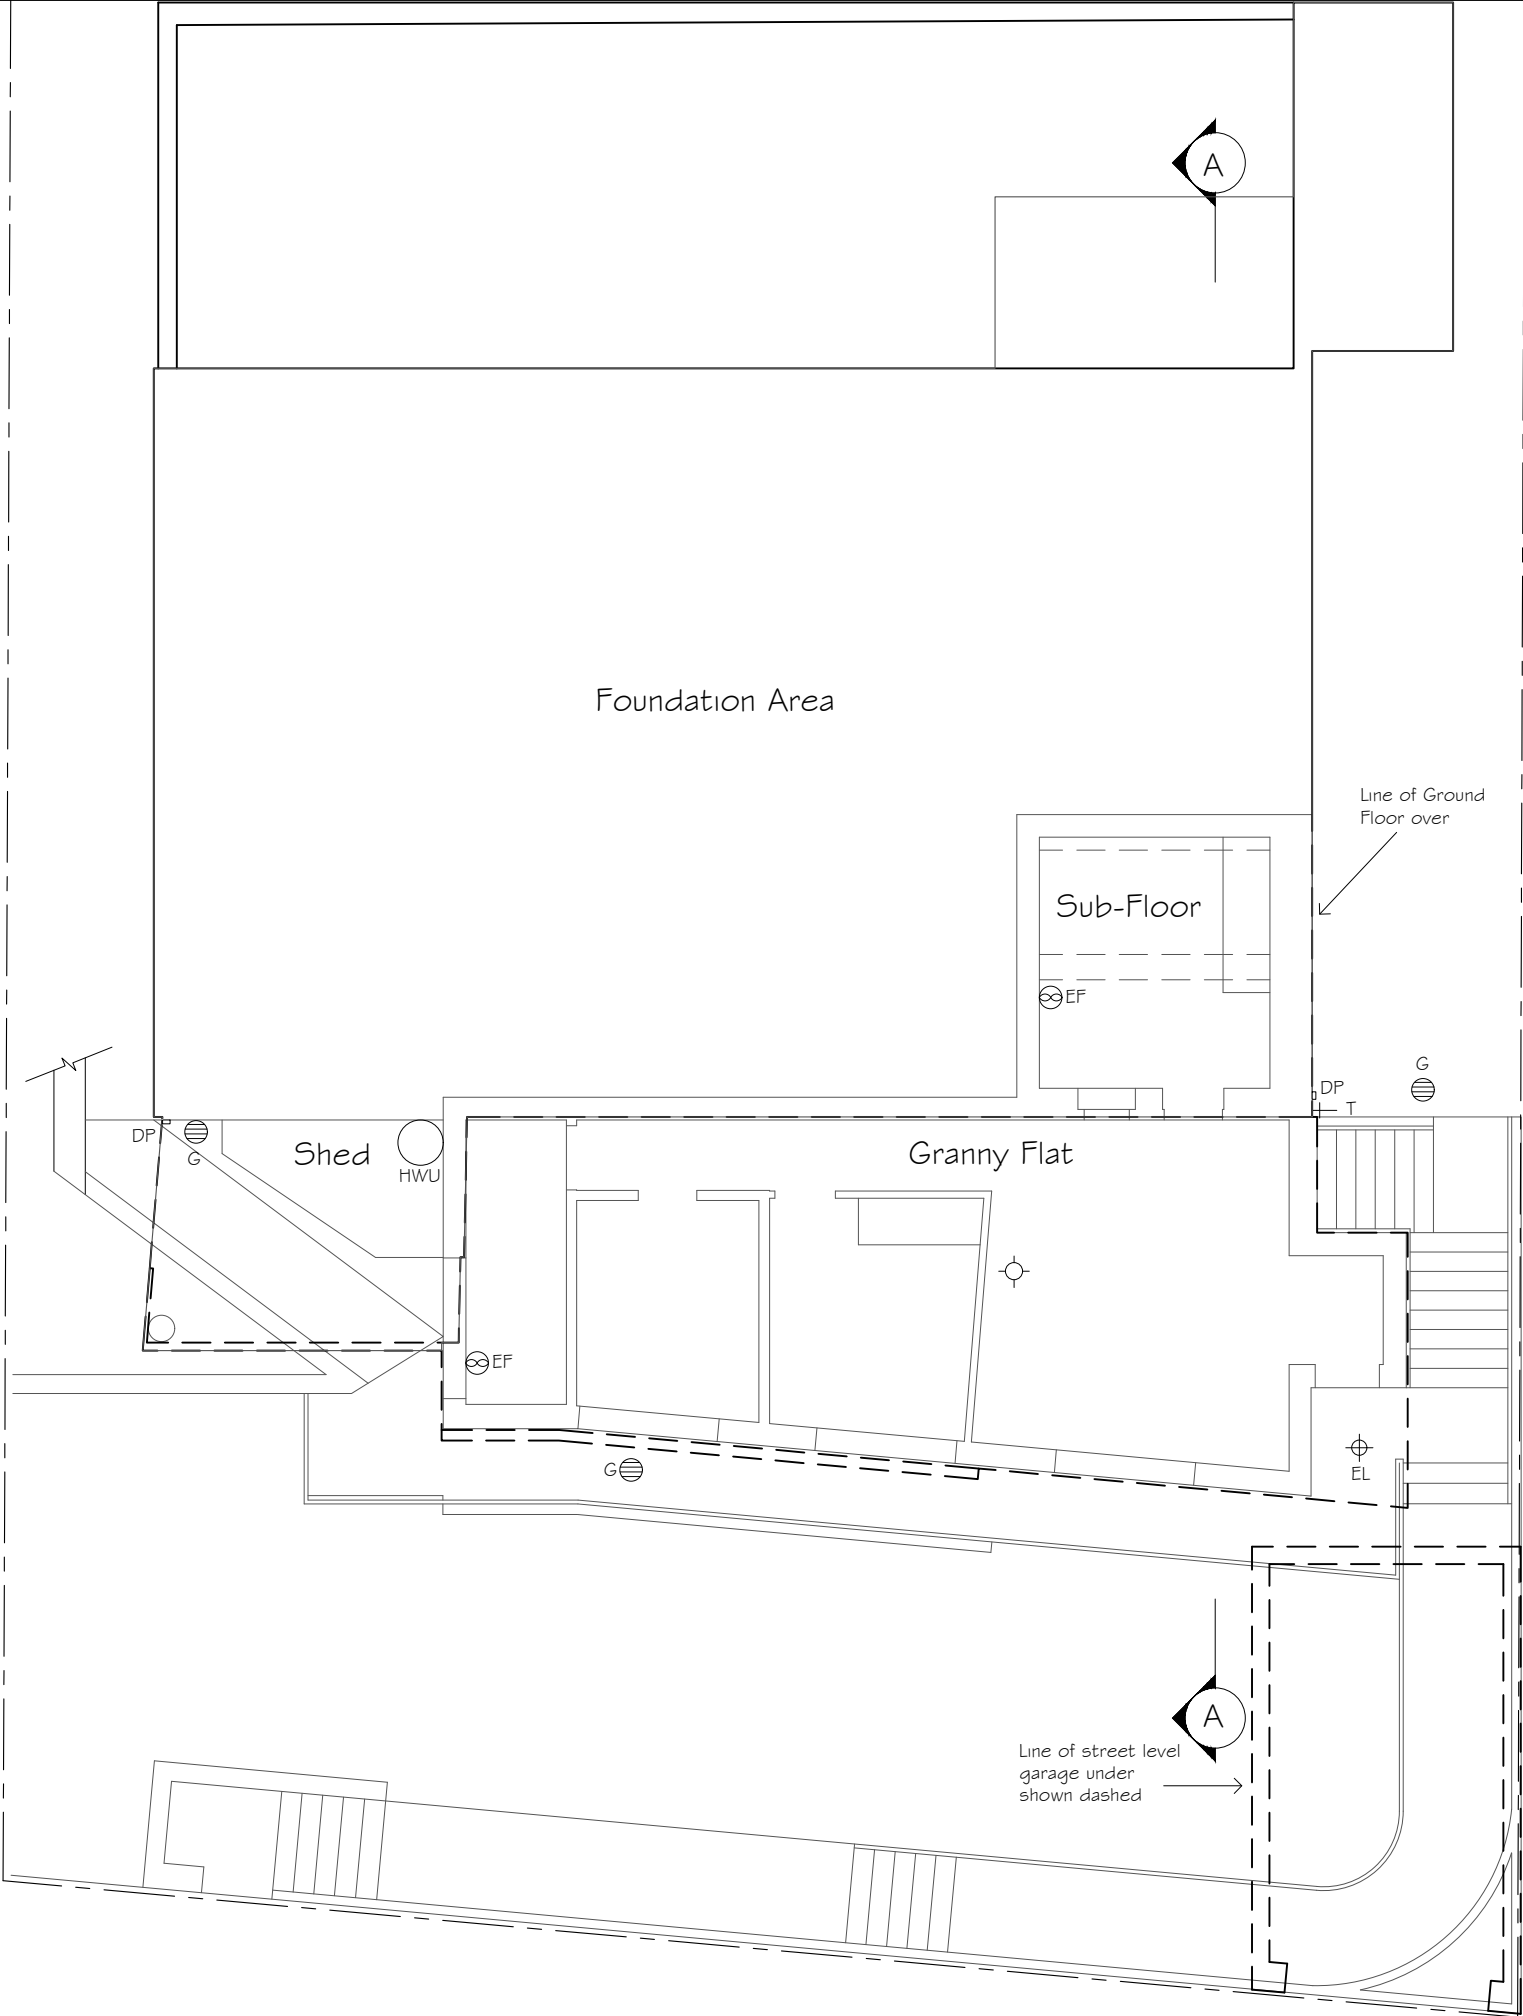 A
Foundation Area
Line of Ground
Floor over
Sub-Floor
EF
G
DP
T
DP
G
Shed
HWU
Granny Flat
EF
G
EL
A
Line of street level
garage under
shown dashed